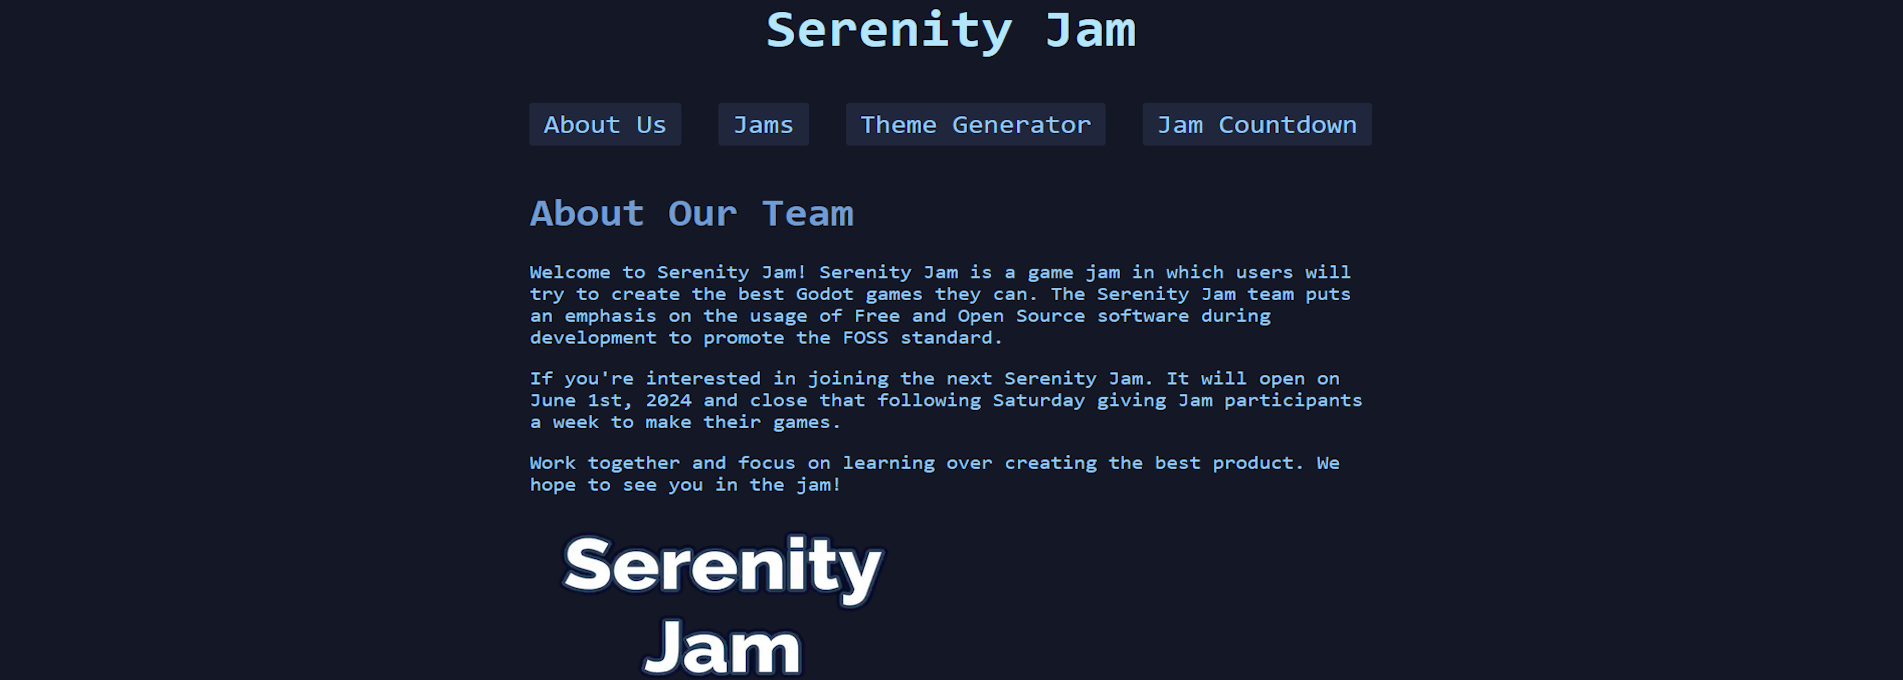 Serenity Jam
About Us
Jams
Theme Generator
Jam Countdown
About Our Team
Welcome to Serenity Jam! Serenity Jam is a game jam in which users will
try to create the best Godot games they can. The Serenity Jam team puts
an emphasis on the usage of Free and Open Source software during
development to promote the FOSS standard.
If you're interested in joining the next Serenity Jam. It will open on
June 1st, 2024 and close that following Saturday giving Jam participants
a week to make their games.
Work together and focus on learning over creating the best product. We
hope to see you in the jam!
Serenity
Jam